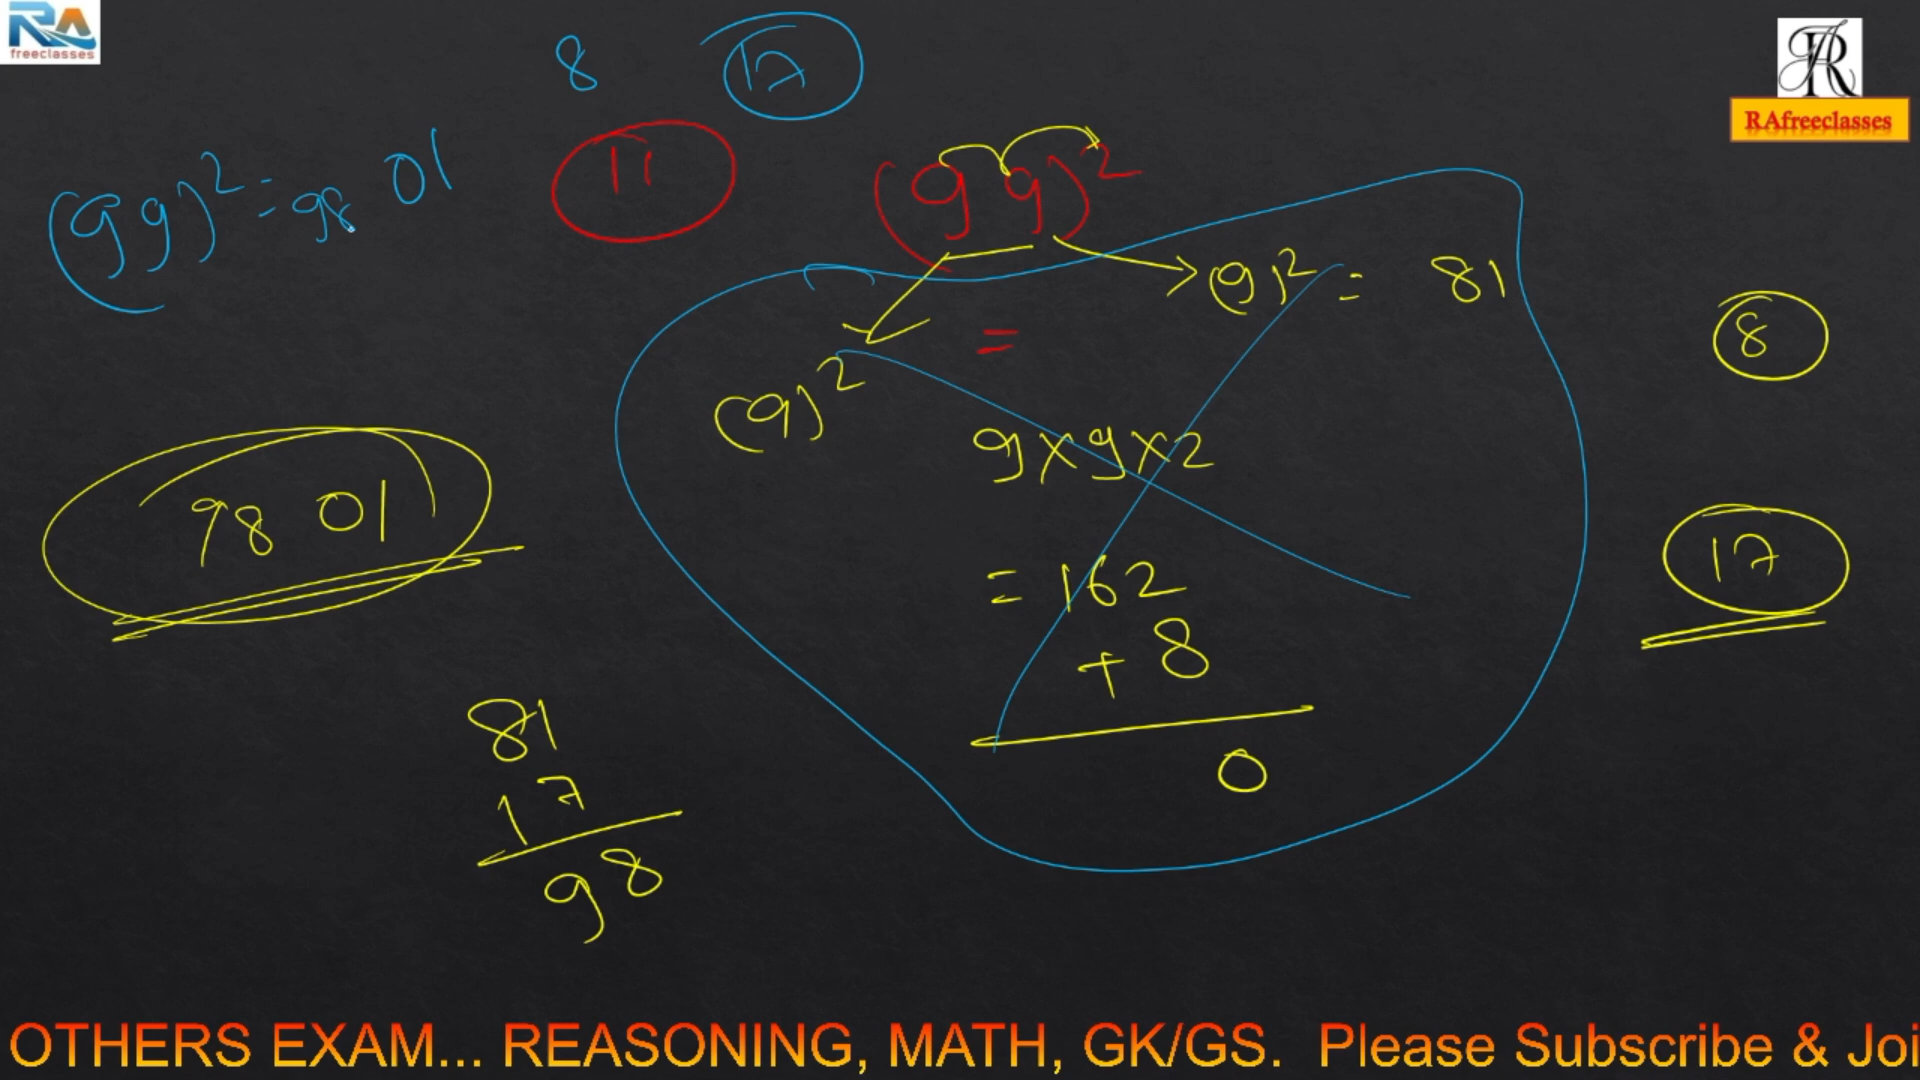 RA
freeclasses
8 17
AR
RAfreeclasses
(99)² = 98 01
11
(99)²
(9)² = 81
8
=
(9)²
9×9×2
98 01
= 162
+ 8
0
17
81
17
98
OTHERS EXAM... REASONING, MATH, GK/GS. Please Subscribe & Joi